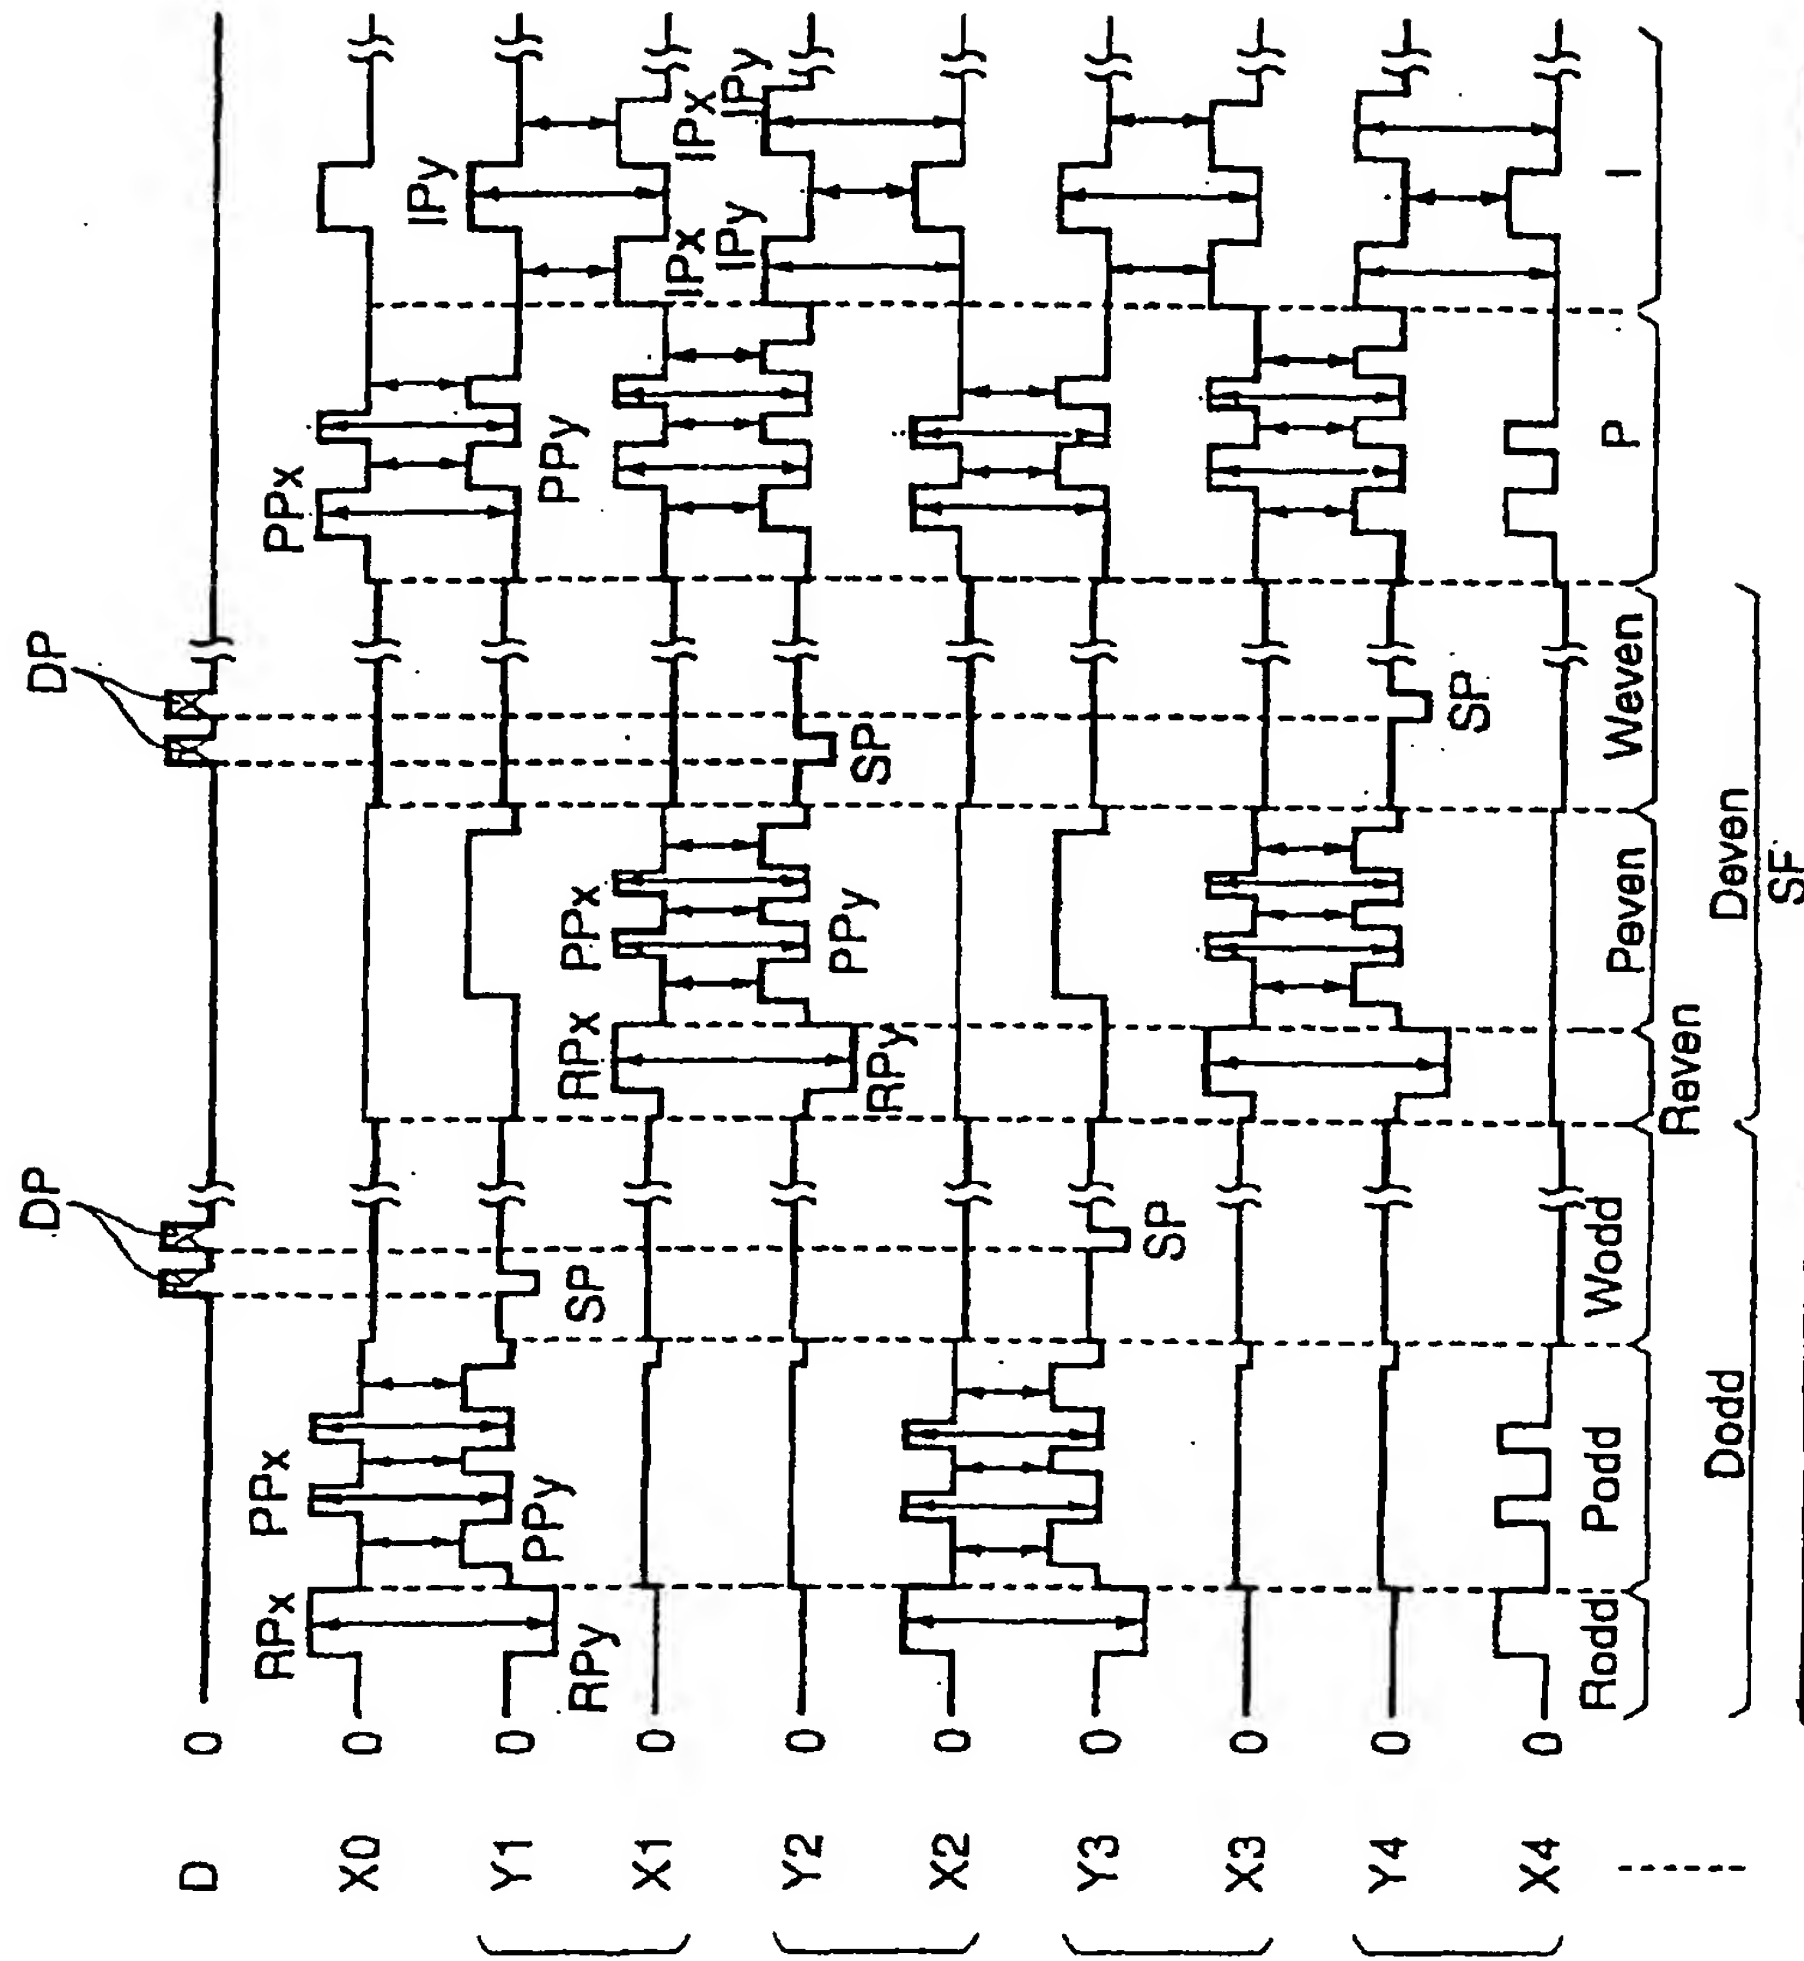 DP
DP
D 0
X0 0 RPx PPx PPx
Y1 0 RPy PPy SP PPy IPy
X1 0 RPx PPx IPx IPx
Y2 0 RPy PPy SP IPy IPy
X2 0
Y3 0 SP
X3 0
Y4 0 SP
X4 0
Rodd Podd Wodd Reven Peven Weven P I
Dodd Deven
SF